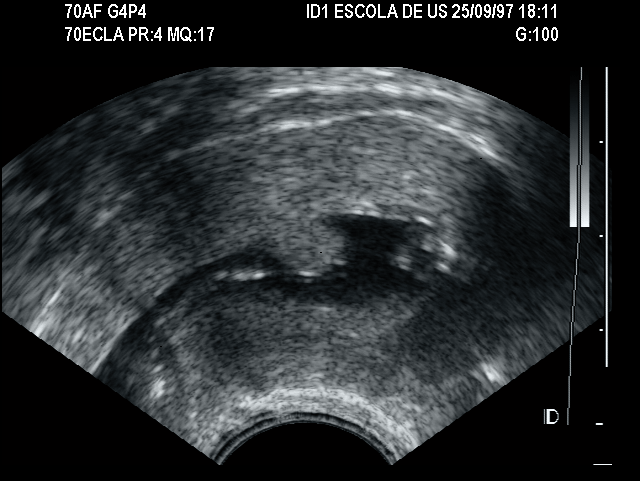 70AF G4P4
ID1 ESCOLA DE US 25/09/97 18:11
70ECLA PR:4 MQ:17
G:100
ID